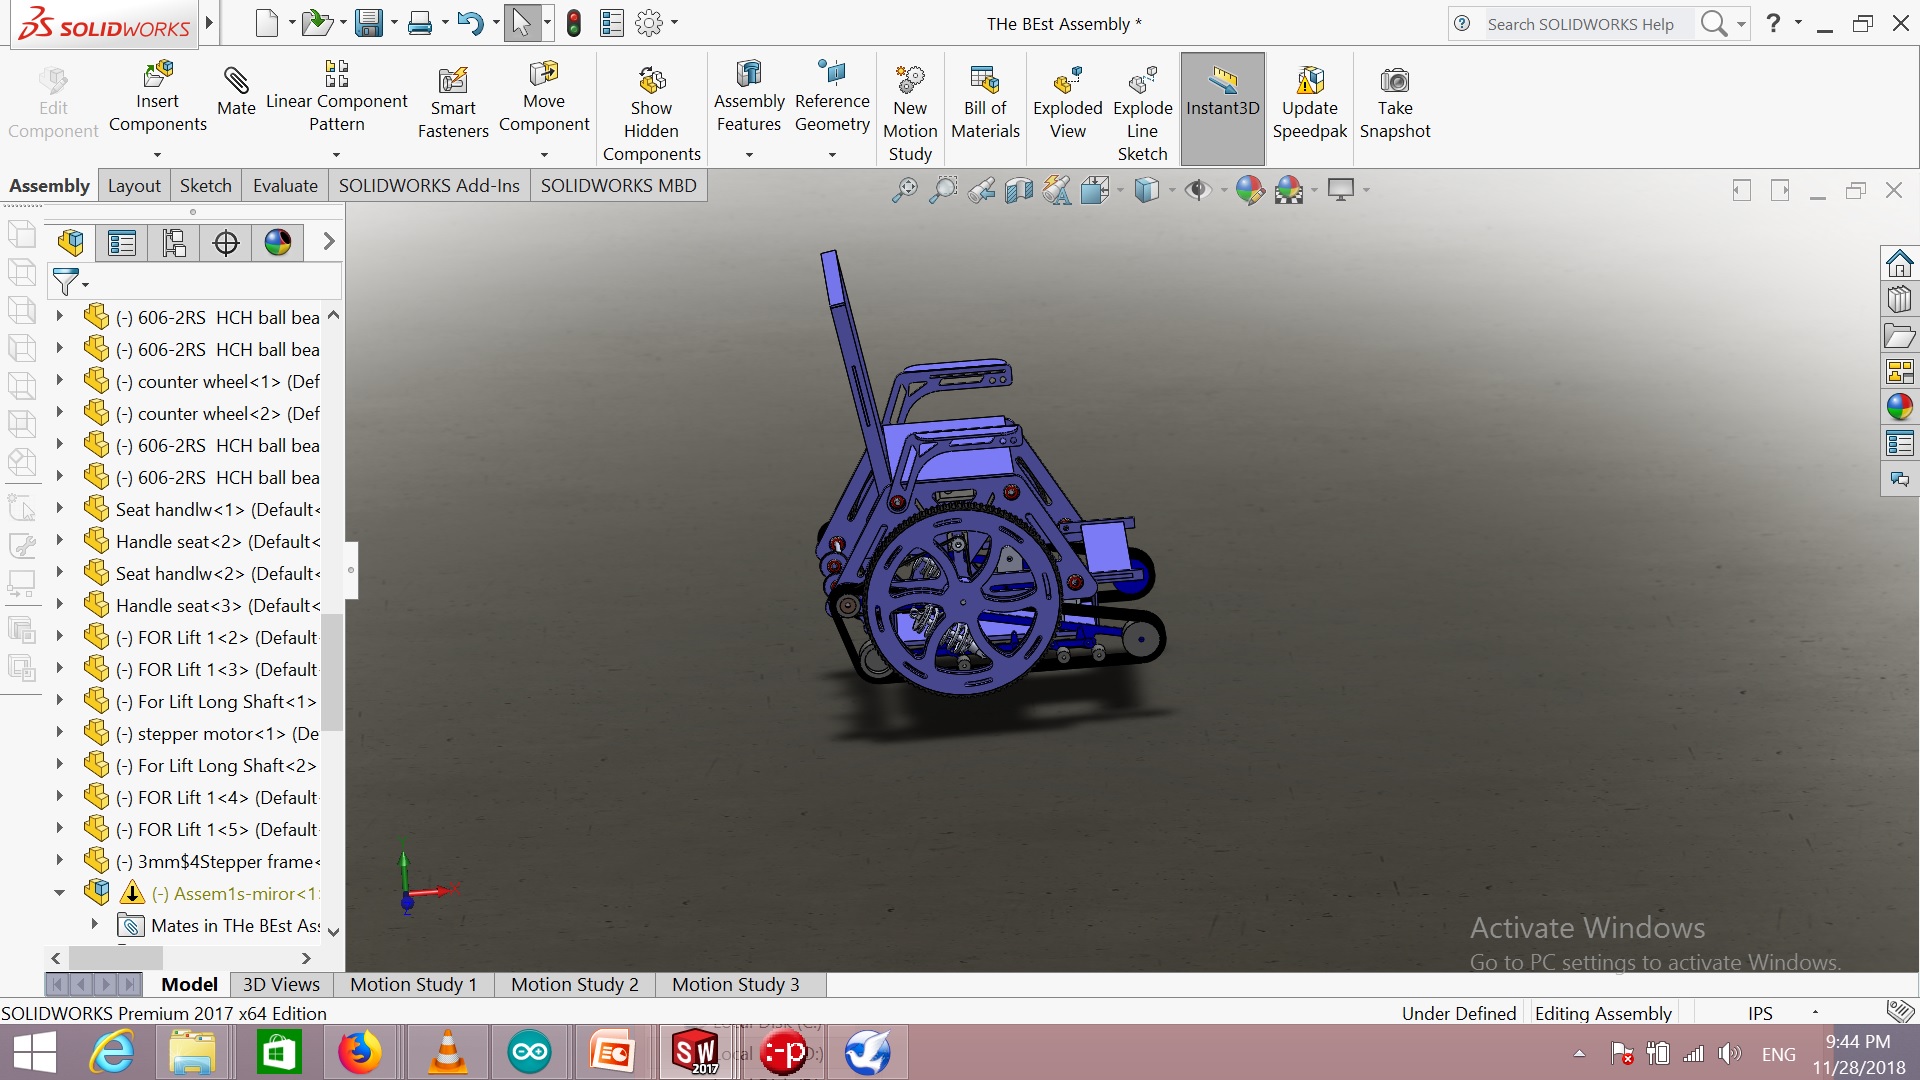 SOLIDWORKS
THe BEst Assembly *
Search SOLIDWORKS Help
Edit Component
Insert Components
Mate
Linear Component Pattern
Smart Fasteners
Move Component
Show Hidden Components
Assembly Features
Reference Geometry
New Motion Study
Bill of Materials
Exploded View
Explode Line Sketch
Instant3D
Update Speedpak
Take Snapshot
Assembly
Layout
Sketch
Evaluate
SOLIDWORKS Add-Ins
SOLIDWORKS MBD
(-) 606-2RS HCH ball bea
(-) 606-2RS HCH ball bea
(-) counter wheel<1> (Def
(-) counter wheel<2> (Def
(-) 606-2RS HCH ball bea
(-) 606-2RS HCH ball bea
Seat handlw<1> (Default<
Handle seat<2> (Default<
Seat handlw<2> (Default<
Handle seat<3> (Default<
(-) FOR Lift 1<2> (Default
(-) FOR Lift 1<3> (Default
(-) For Lift Long Shaft<1>
(-) stepper motor<1> (De
(-) For Lift Long Shaft<2>
(-) FOR Lift 1<4> (Default
(-) FOR Lift 1<5> (Default
(-) 3mm$4Stepper frame<
(-) Assem1s-miror<1
Mates in THe BEst Ass
Activate Windows
Go to PC settings to activate Windows.
Model
3D Views
Motion Study 1
Motion Study 2
Motion Study 3
SOLIDWORKS Premium 2017 x64 Edition
Under Defined
Editing Assembly
IPS
SW
2017
:-p
ENG
9:44 PM
11/28/2018